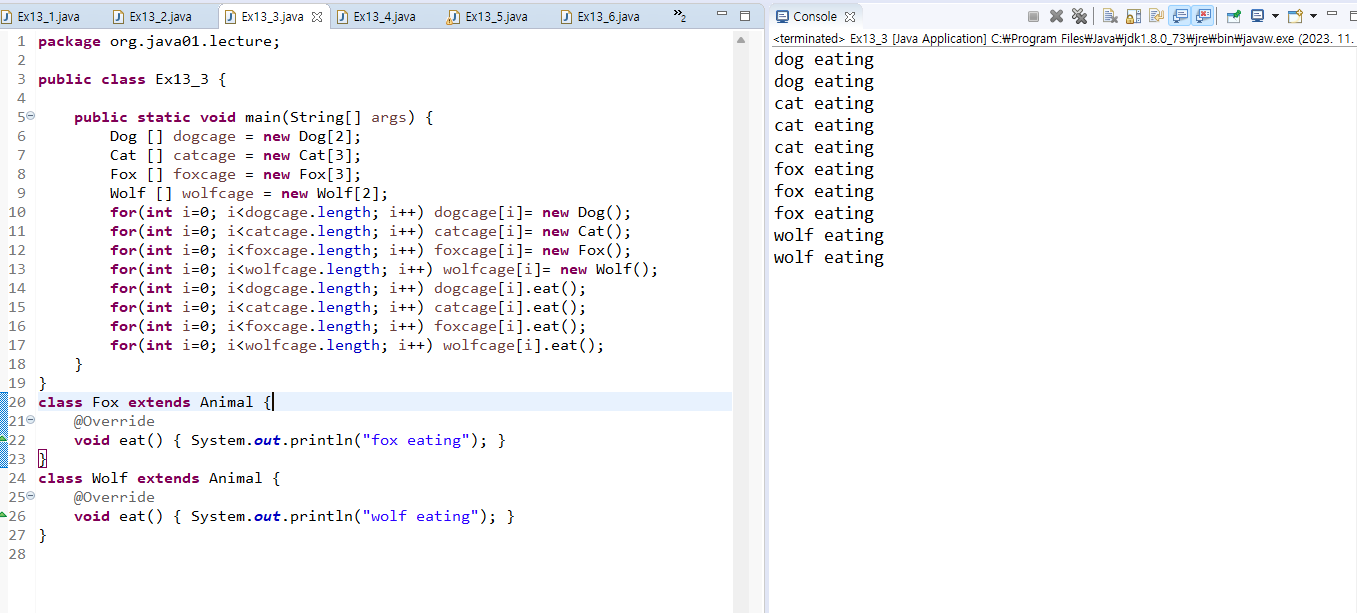 Ex13_1.java Ex13_2.java Ex13_3.java Ex13_4.java Ex13_5.java Ex13_6.java »2
1 package org.java01.lecture;
2
3 public class Ex13_3 {
4
5 public static void main(String[] args) {
6 Dog [] dogcage = new Dog[2];
7 Cat [] catcage = new Cat[3];
8 Fox [] foxcage = new Fox[3];
9 Wolf [] wolfcage = new Wolf[2];
10 for(int i=0; i<dogcage.length; i++) dogcage[i]= new Dog();
11 for(int i=0; i<catcage.length; i++) catcage[i]= new Cat();
12 for(int i=0; i<foxcage.length; i++) foxcage[i]= new Fox();
13 for(int i=0; i<wolfcage.length; i++) wolfcage[i]= new Wolf();
14 for(int i=0; i<dogcage.length; i++) dogcage[i].eat();
15 for(int i=0; i<catcage.length; i++) catcage[i].eat();
16 for(int i=0; i<foxcage.length; i++) foxcage[i].eat();
17 for(int i=0; i<wolfcage.length; i++) wolfcage[i].eat();
18 }
19 }
20 class Fox extends Animal {
21 @Override
22 void eat() { System.out.println("fox eating"); }
23 }
24 class Wolf extends Animal {
25 @Override
26 void eat() { System.out.println("wolf eating"); }
27 }
28
Console
<terminated> Ex13_3 [Java Application] C:₩Program Files₩Java₩jdk1.8.0_73₩jre₩bin₩javaw.exe (2023. 11.
dog eating
dog eating
cat eating
cat eating
cat eating
fox eating
fox eating
fox eating
wolf eating
wolf eating